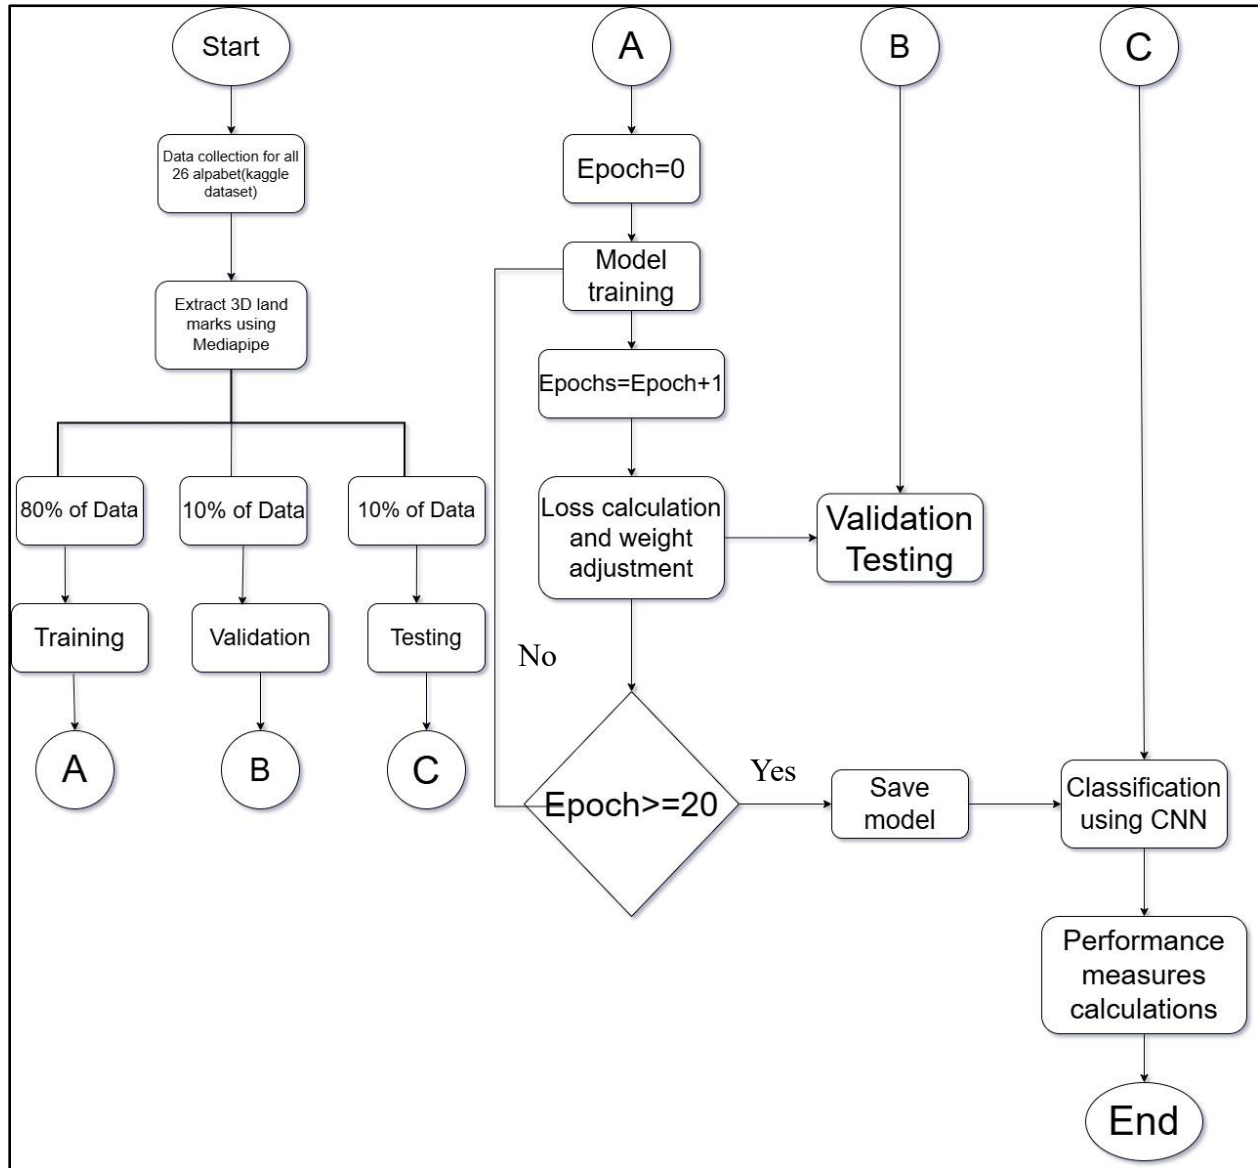 Start
Data collection for all
26 alpabet(kaggle
dataset)
Extract 3D land
marks using
Mediapipe
80% of Data
10% of Data
10% of Data
Training
Validation
Testing
A
B
C
A
Epoch=0
Model
training
Epochs=Epoch+1
Loss calculation
and weight
adjustment
No
Epoch>=20
Yes
Save
model
B
Validation
Testing
C
Classification
using CNN
Performance
measures
calculations
End